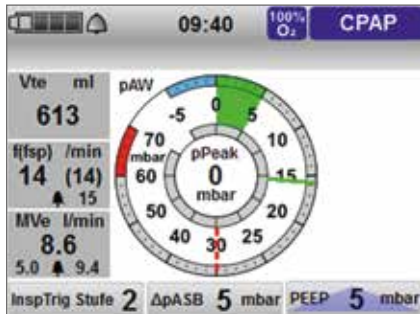 09:40 100% O₂ CPAP
Vte ml
613
f(fsp) /min
14 (14)
15
MVe l/min
8.6
5.0 9.4
pAW
-5 0 5 10 15 20 25 30 40 50 60 70
mbar
pPeak
0
mbar
InspTrig Stufe 2 ΔpASB 5 mbar PEEP 5 mbar